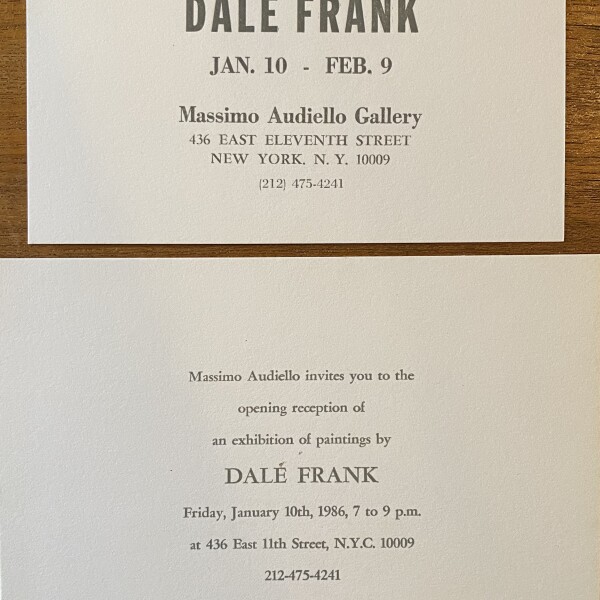 DALE FRANK
JAN. 10 - FEB. 9
Massimo Audiello Gallery
436 EAST ELEVENTH STREET
NEW YORK, N. Y. 10009
(212) 475-4241
Massimo Audiello invites you to the
opening reception of
an exhibition of paintings by
DALÉ FRANK
Friday, January 10th, 1986, 7 to 9 p.m.
at 436 East 11th Street, N.Y.C. 10009
212-475-4241